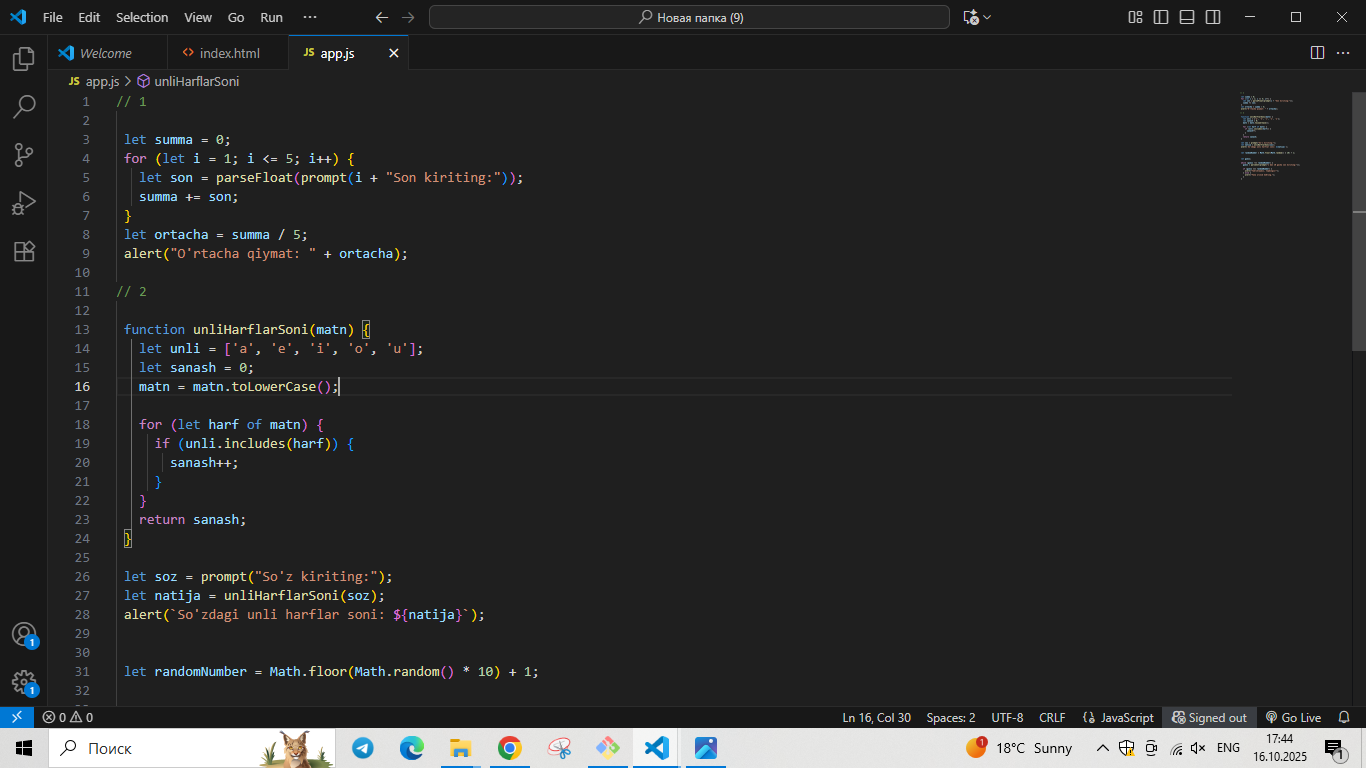 File Edit Selection View Go Run ··· Новая папка (9)
Welcome index.html JS app.js
JS app.js > unliHarflarSoni
1 // 1
2
3 let summa = 0;
4 for (let i = 1; i <= 5; i++) {
5 let son = parseFloat(prompt(i + "Son kiriting:"));
6 summa += son;
7 }
8 let ortacha = summa / 5;
9 alert("O'rtacha qiymat: " + ortacha);
10
11 // 2
12
13 function unliHarflarSoni(matn) {
14 let unli = ['a', 'e', 'i', 'o', 'u'];
15 let sanash = 0;
16 matn = matn.toLowerCase();
17
18 for (let harf of matn) {
19 if (unli.includes(harf)) {
20 sanash++;
21 }
22 }
23 return sanash;
24 }
25
26 let soz = prompt("So'z kiriting:");
27 let natija = unliHarflarSoni(soz);
28 alert(`So'zdagi unli harflar soni: ${natija}`);
29
30
31 let randomNumber = Math.floor(Math.random() * 10) + 1;
32
1
1
0 0 Ln 16, Col 30 Spaces: 2 UTF-8 CRLF {} JavaScript Signed out Go Live
Поиск 1 18°C Sunny ENG 17:44
16.10.2025 1